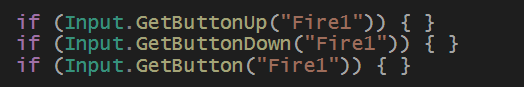 if (Input.GetButtonUp("Fire1")) { }
if (Input.GetButtonDown("Fire1")) { }
if (Input.GetButton("Fire1")) { }